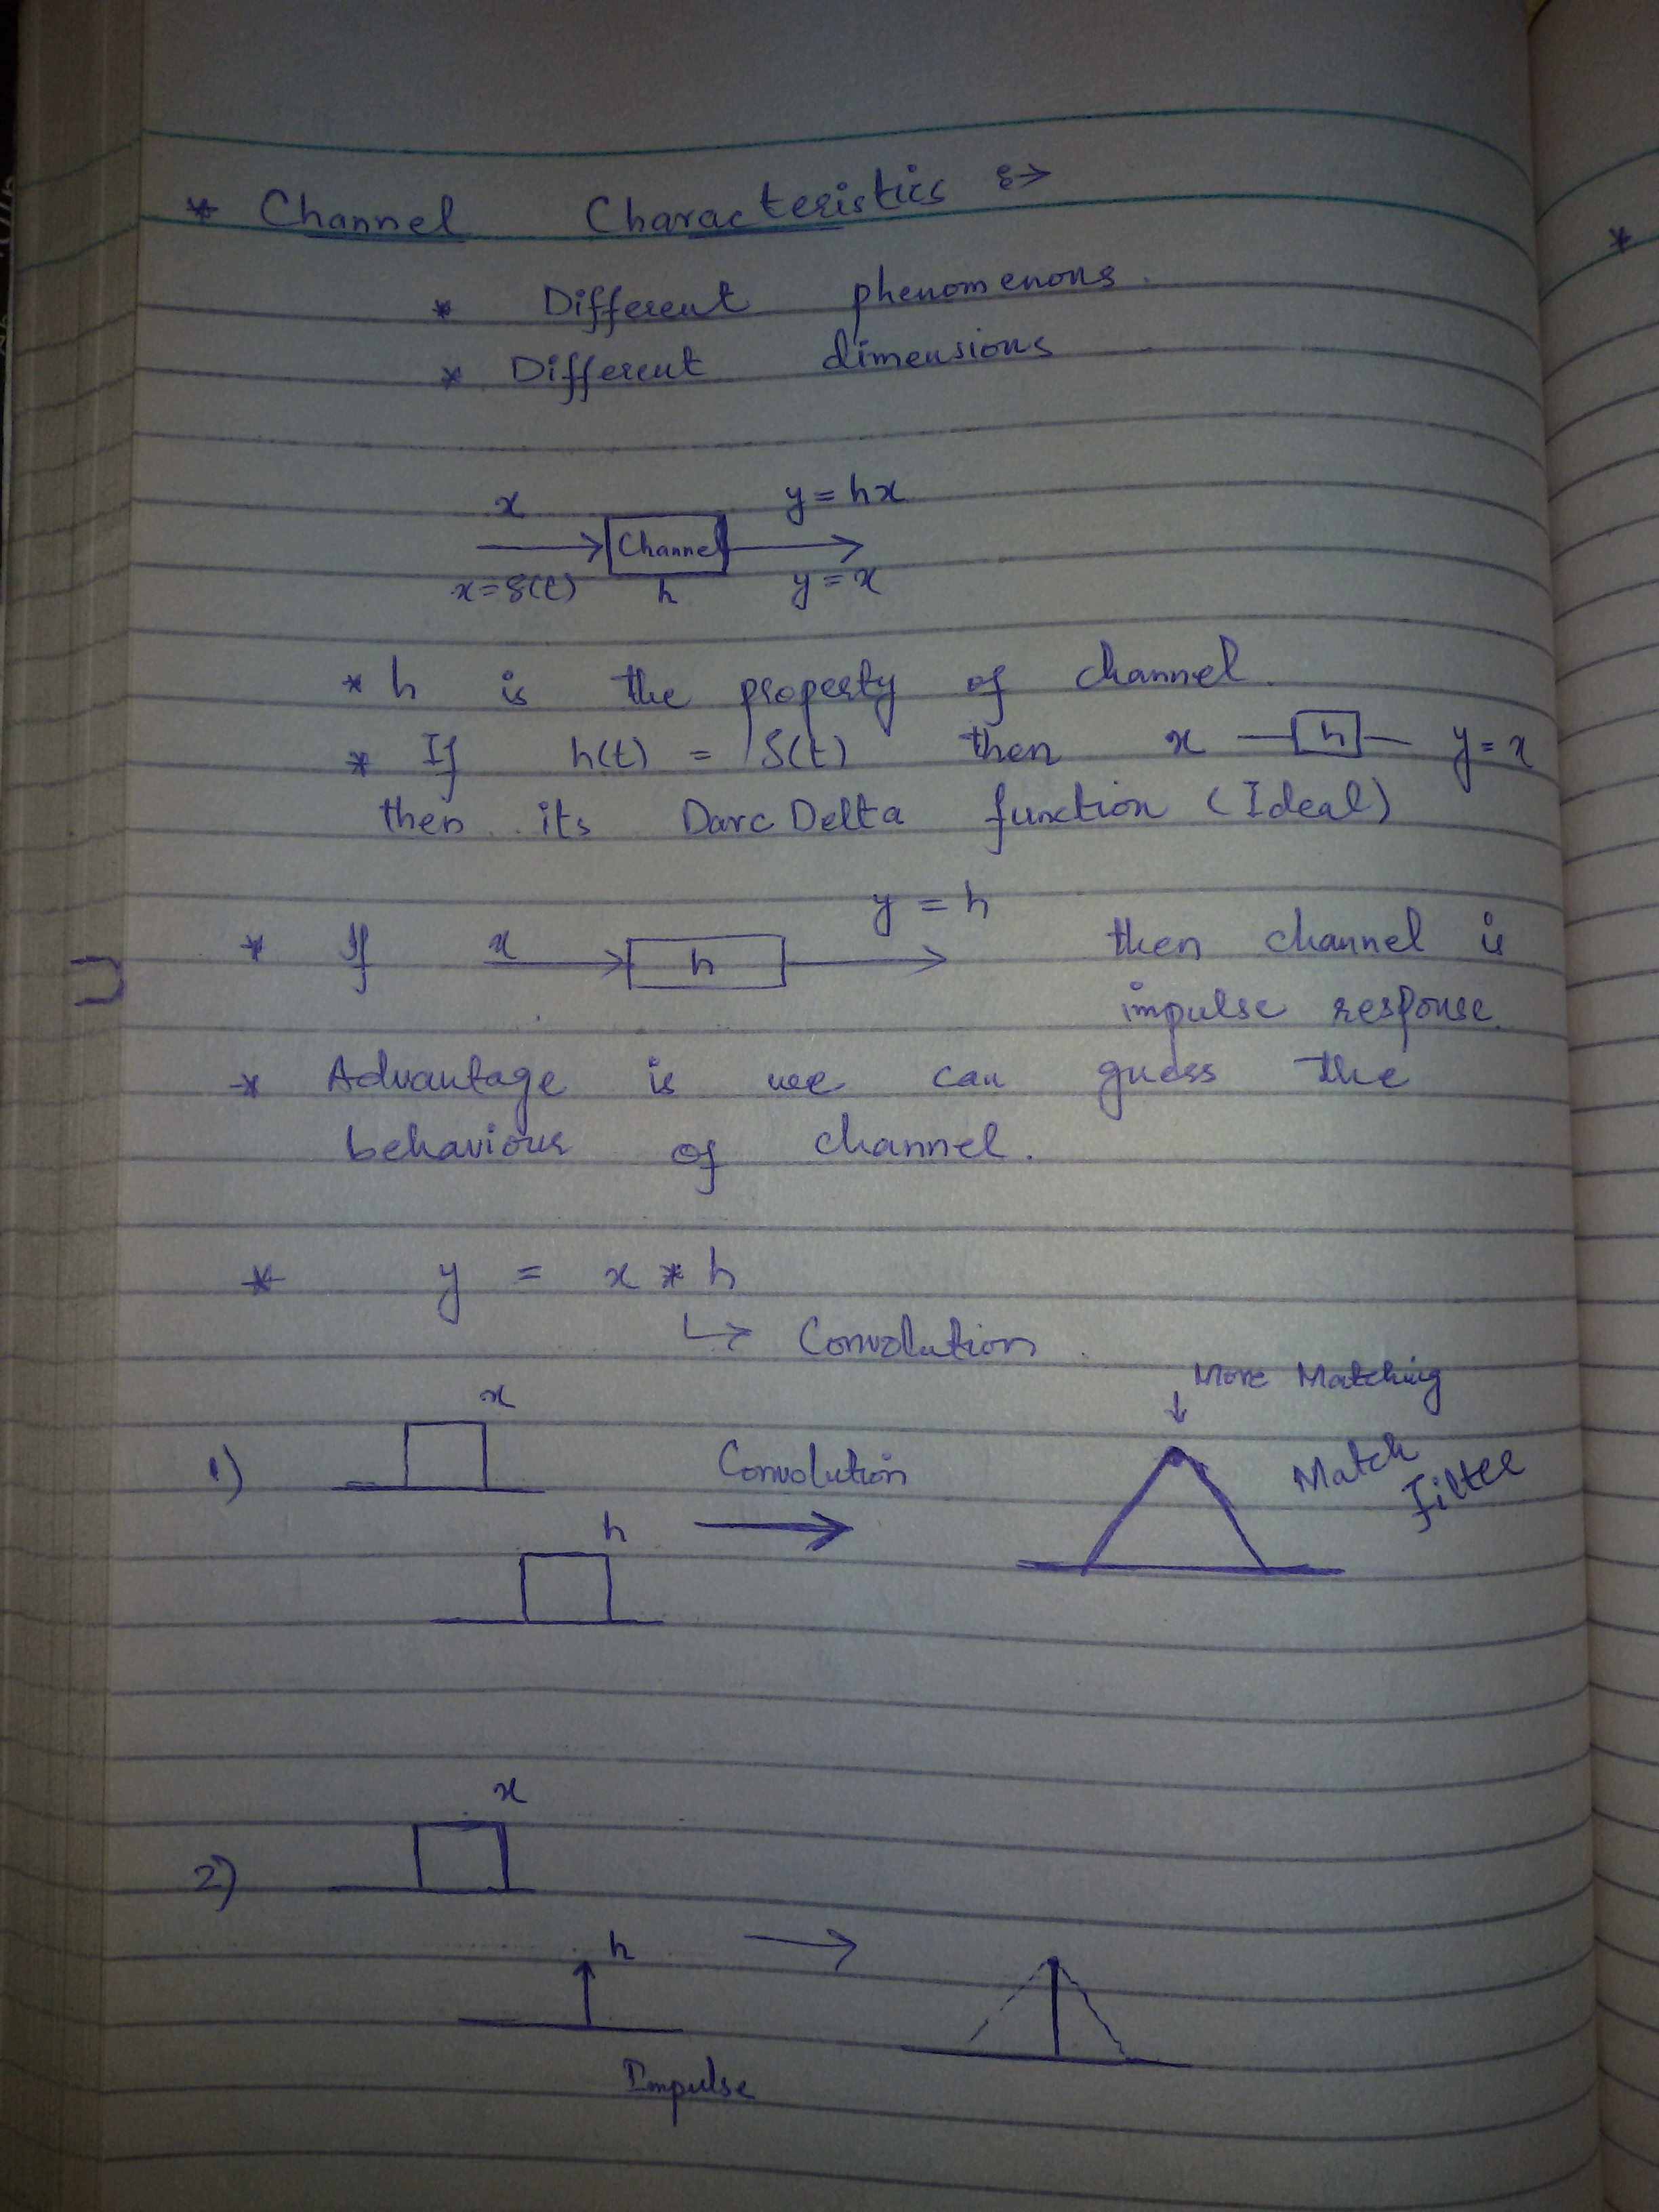 * Channel Characteristics :→
* Different phenomenons.
* Different dimensions
x y = hx
Channel
x=δ(t) h y = x
* h is the property of channel.
* If h(t) = δ(t) then x h y = x
then its Darc Delta function (Ideal)
y = h
* If x h then channel is
impulse response.
* Advantage is we can guess the
behaviour of channel.
* y = x * h
↳ Convolution.
More Matching
↓
x
1) Convolution Match
Filter
h
x
2)
h
Impulse